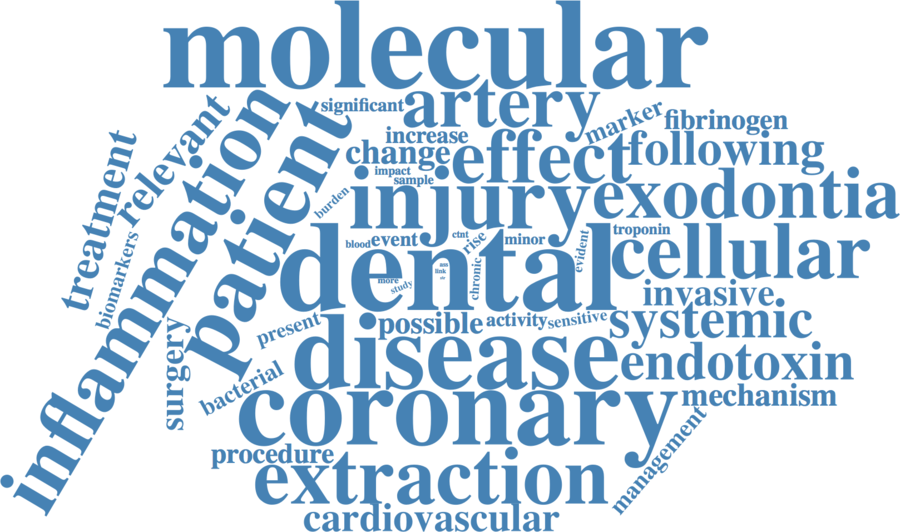 molecular
significant
artery
marker
fibrinogen
increase
change
effect
following
relevant
treatment
inflammation
patient
impact
sample
burden
injury
exodontia
biomarkers
blood
event
ctnt
rise
minor
evident
troponin
dental
cellular
more
study
link
chronic
invasive
present
possible
activity
sensitive
systemic
surgery
disease
endotoxin
bacterial
coronary
mechanism
management
procedure
extraction
cardiovascular